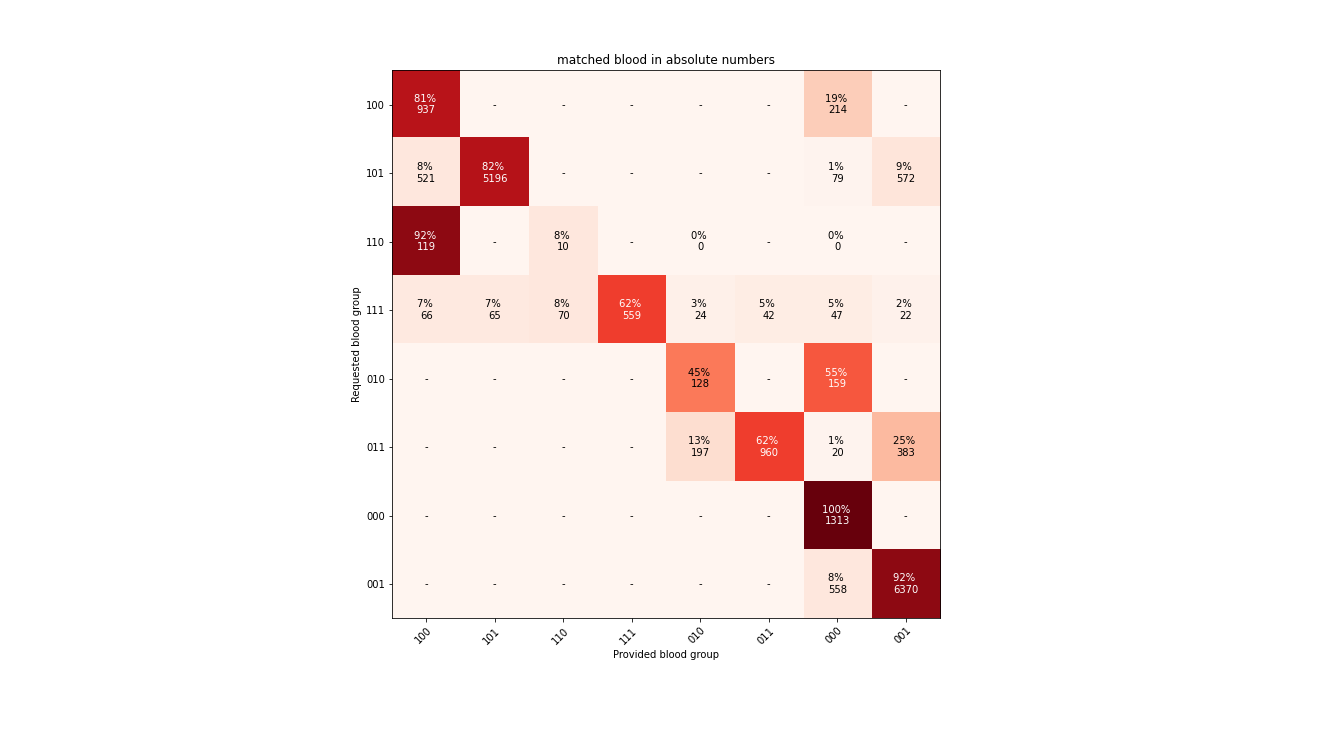 matched blood in absolute numbers
81% - - - - - 19% -
100 937 214
8% 82% - - - - 1% 9%
101 521 5196 79 572
92% - 8% - 0% - 0% -
110 119 10 0 0
7% 7% 8% 62% 3% 5% 5% 2%
111 66 65 70 559 24 42 47 22
Requested blood group
45% 55%
010 - - - - 128 - 159 -
13% 62% 1% 25%
011 - - - - 197 960 20 383
100%
000 - - - - - - 1313 -
8% 92%
001 - - - - - - 558 6370
100 101 110 111 010 011 000 001
Provided blood group